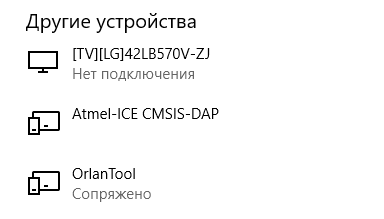 Другие устройства
[TV][LG]42LB570V-ZJ
Нет подключения
Atmel-ICE CMSIS-DAP
OrlanTool
Сопряжено